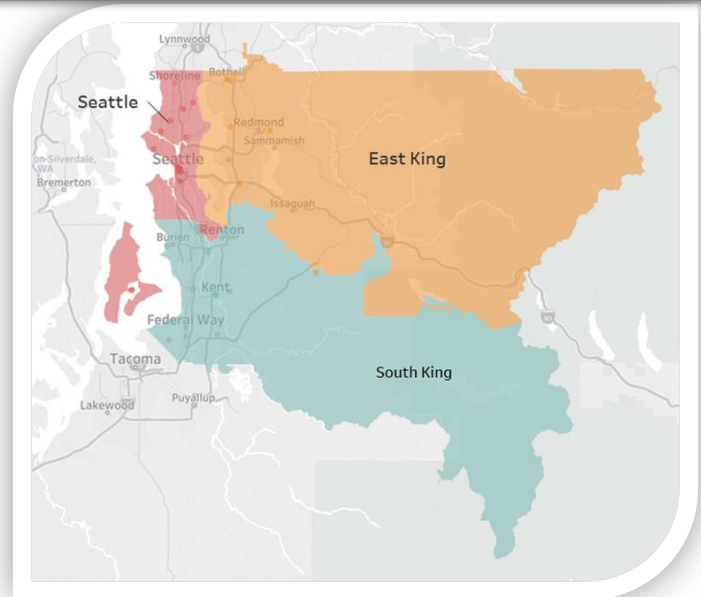 Lynnwood
Shoreline
Bothell
Seattle
Redmond
Sammamish
on-Silverdale,
WA
Seattle
East King
Bremerton
Issaquah
Burien
Renton
Kent
Federal Way
Tacoma
South King
Lakewood
Puyallup
90